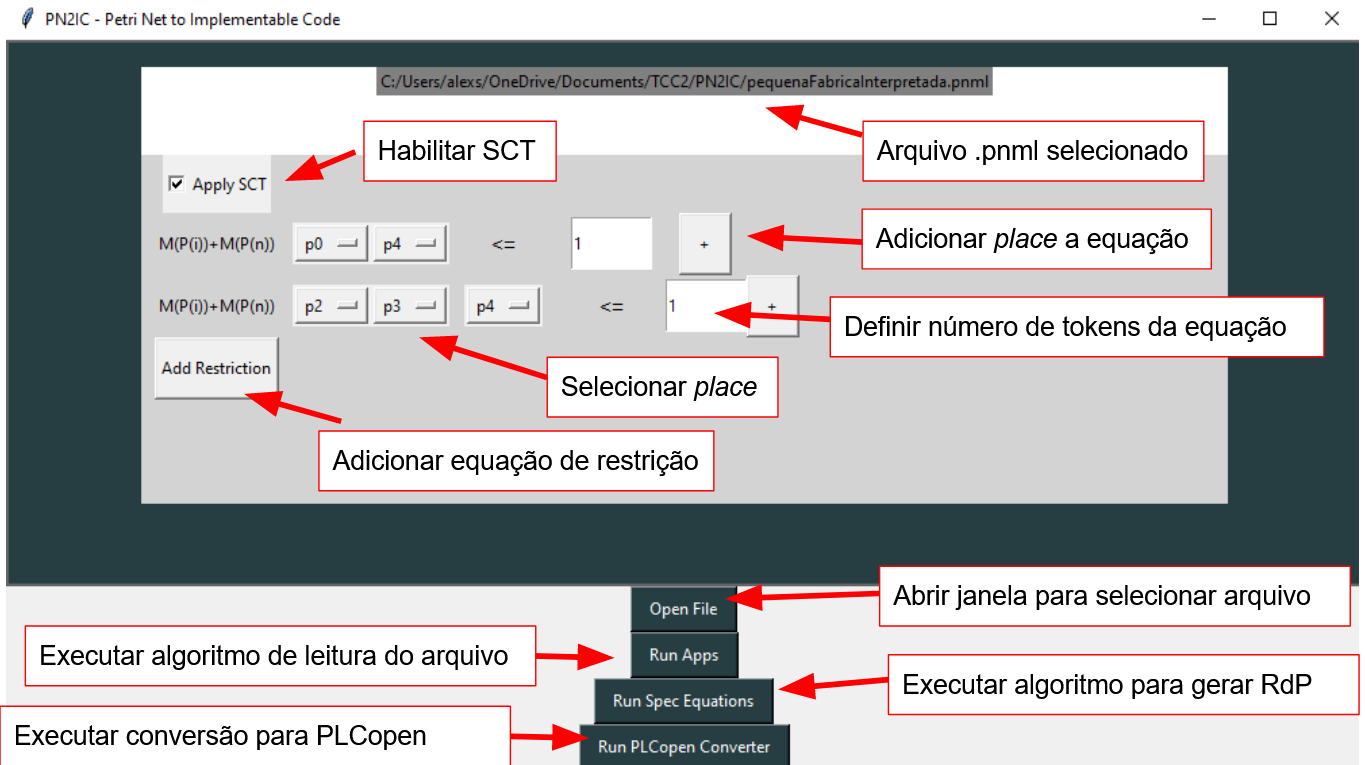 PN2IC - Petri Net to Implementable Code
C:/Users/alexs/OneDrive/Documents/TCC2/PN2IC/pequenaFabricaInterpretada.pnml
Habilitar SCT
Arquivo .pnml selecionado
Apply SCT
M(P(i))+M(P(n)) p0 p4 <= 1 +
Adicionar place a equação
M(P(i))+M(P(n)) p2 p3 p4 <= 1 +
Definir número de tokens da equação
Add Restriction
Selecionar place
Adicionar equação de restrição
Open File
Abrir janela para selecionar arquivo
Executar algoritmo de leitura do arquivo
Run Apps
Run Spec Equations
Executar algoritmo para gerar RdP
Executar conversão para PLCopen
Run PLCopen Converter